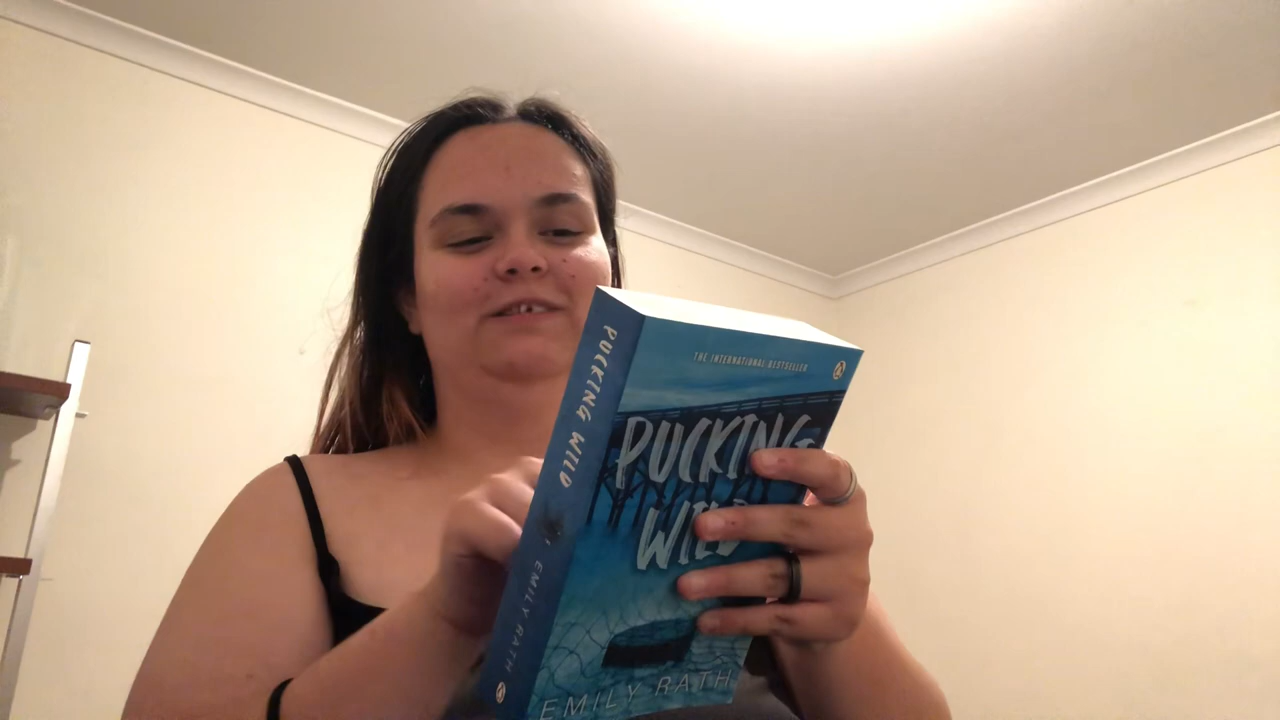 PUCKING WILD
EMILY RATH
THE INTERNATIONAL BESTSELLER
PUCKING
WILD
EMILY RATH